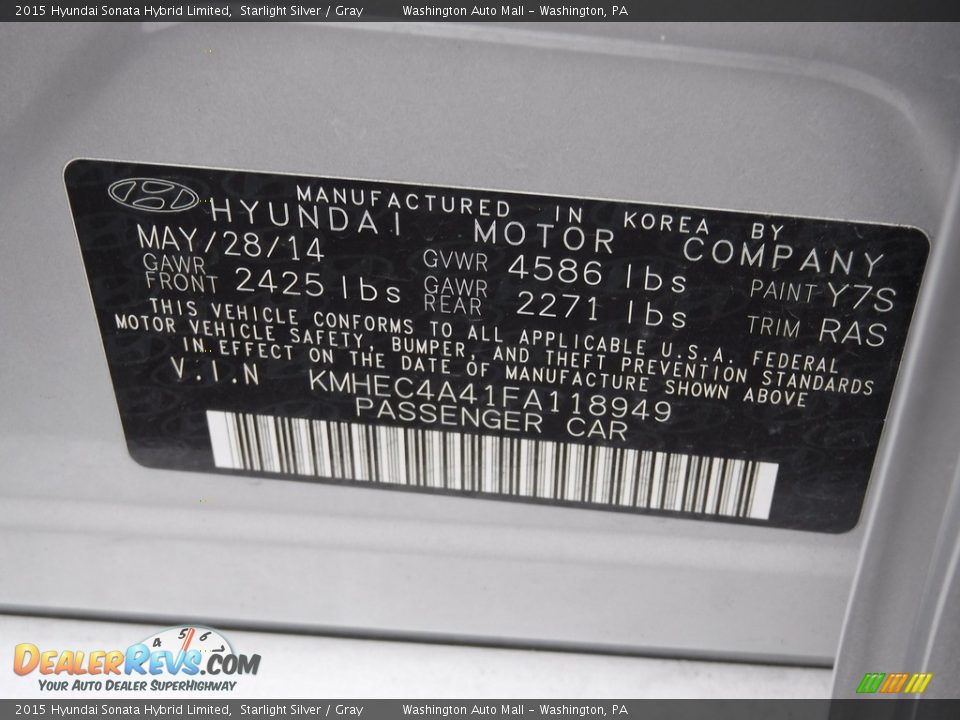 2015 Hyundai Sonata Hybrid Limited, Starlight Silver / Gray Washington Auto Mall - Washington, PA
MANUFACTURED IN KOREA BY
HYUNDAI MOTOR COMPANY
MAY/28/14 GVWR 4586 lbs PAINT Y7S
GAWR FRONT 2425 lbs GAWR REAR 2271 lbs TRIM RAS
THIS VEHICLE CONFORMS TO ALL APPLICABLE U.S.A. FEDERAL
MOTOR VEHICLE SAFETY, BUMPER, AND THEFT PREVENTION STANDARDS
IN EFFECT ON THE DATE OF MANUFACTURE SHOWN ABOVE
V.I.N KMHEC4A41FA118949
PASSENGER CAR
4 5 6
DealerRevs.com
Your Auto Dealer SuperHighway
2015 Hyundai Sonata Hybrid Limited, Starlight Silver / Gray Washington Auto Mall - Washington, PA